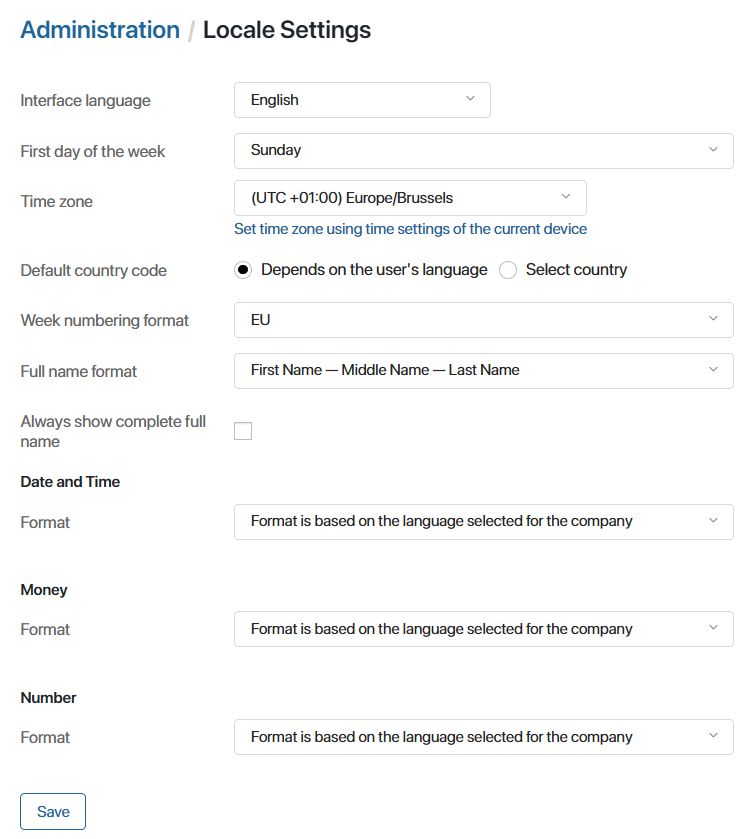 Administration / Locale Settings
Interface language English
First day of the week Sunday
Time zone (UTC +01:00) Europe/Brussels
Set time zone using time settings of the current device
Default country code Depends on the user's language Select country
Week numbering format EU
Full name format First Name — Middle Name — Last Name
Always show complete full
name
Date and Time
Format Format is based on the language selected for the company
Money
Format Format is based on the language selected for the company
Number
Format Format is based on the language selected for the company
Save